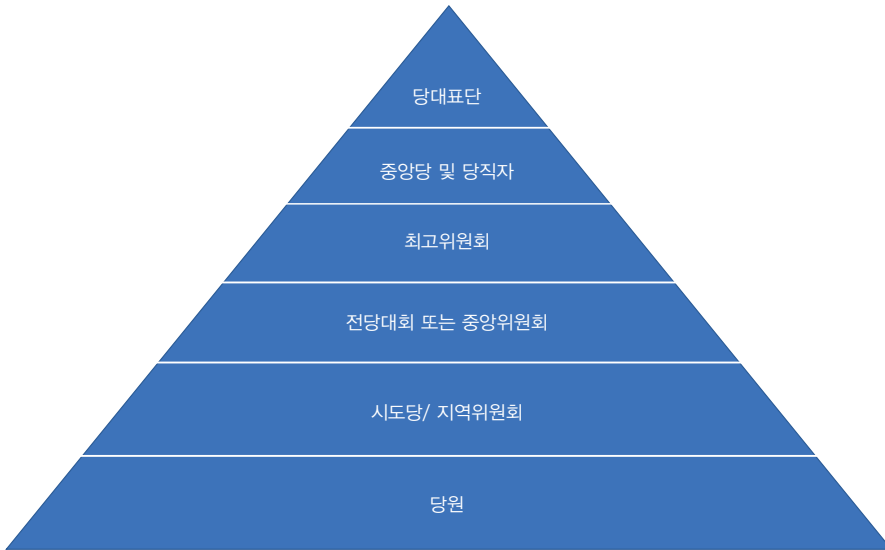 당대표단
중앙당 및 당직자
최고위원회
전당대회 또는 중앙위원회
시도당/ 지역위원회
당원